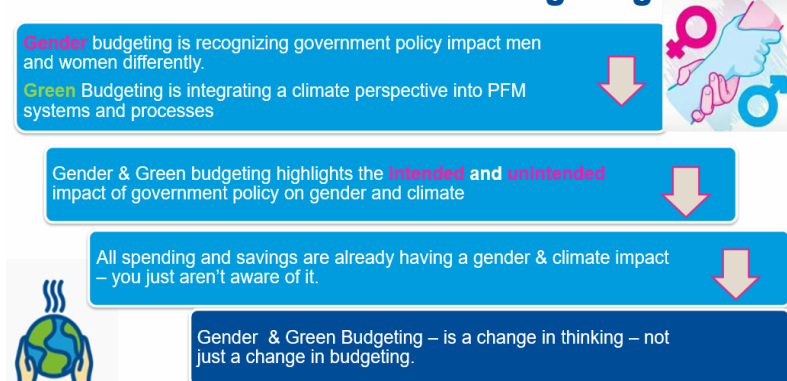 Gender budgeting is recognizing government policy impact men
and women differently.
Green Budgeting is integrating a climate perspective into PFM
systems and processes
Gender & Green budgeting highlights the intended and unintended
impact of government policy on gender and climate
All spending and savings are already having a gender & climate impact
– you just aren't aware of it.
Gender & Green Budgeting – is a change in thinking – not
just a change in budgeting.